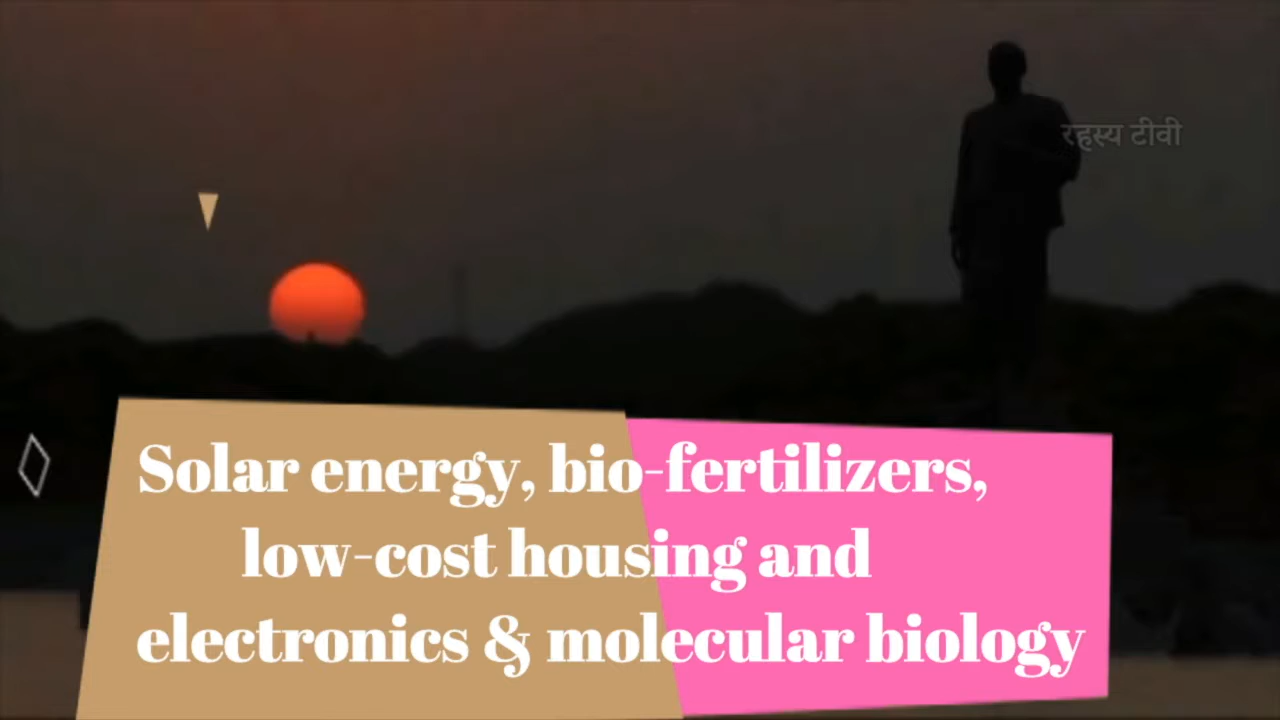 रहस्य टीवी
Solar energy, bio-fertilizers,
low-cost housing and
electronics & molecular biology